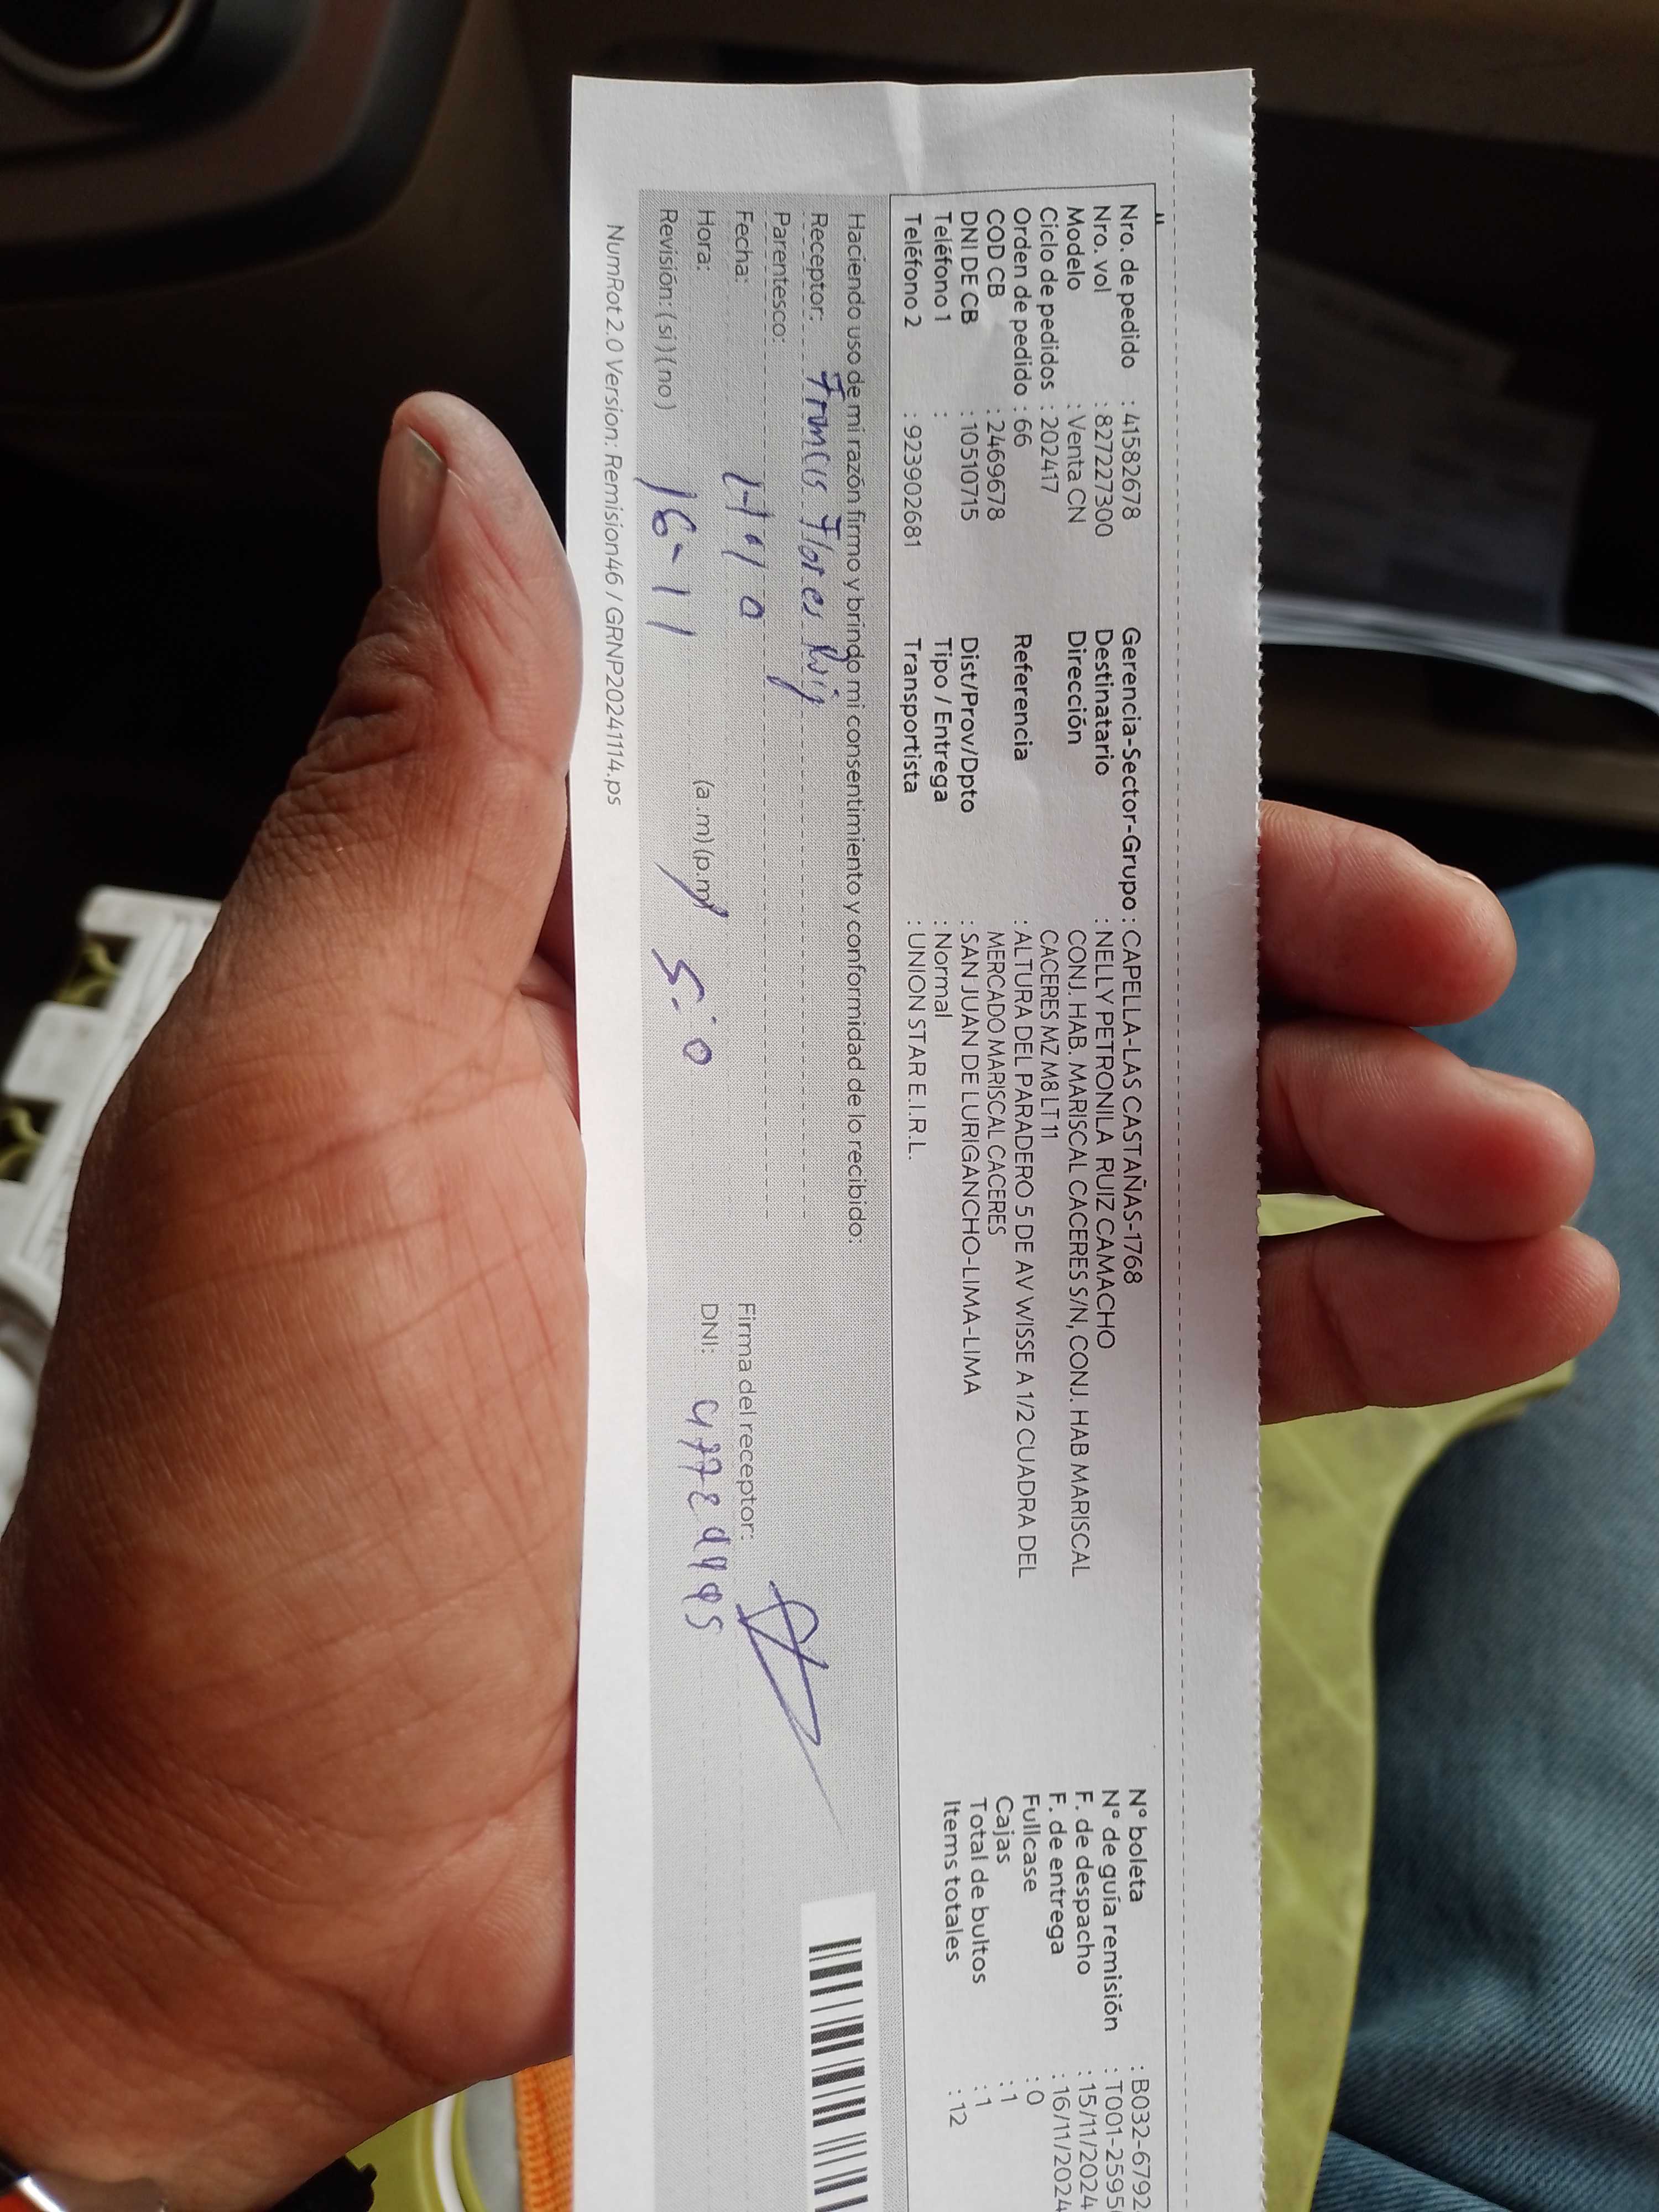 Nro. de pedido : 41582678 Gerencia-Sector-Grupo : CAPELLA-LAS CASTAÑAS-1768 N° boleta : B032-6792
Nro. vol : 827227300 Destinatario : NELLY PETRONILA RUIZ CAMACHO N° de guía remisión : T001-2595
Modelo : Venta CN Dirección CONJ. HAB. MARISCAL CACERES S/N, CONJ. HAB MARISCAL F. de despacho : 15/11/2024
Ciclo de pedidos : 202417 CACERES MZ M8 LT 11 F. de entrega : 16/11/2024
Orden de pedido : 66 Referencia : ALTURA DEL PARADERO 5 DE AV WISSE A 1/2 CUADRA DEL Fullcase : 0
COD CB : 2469678 MERCADO MARISCAL CACERES Cajas : 1
DNI DE CB : 10510715 Dist/Prov/Dpto : SAN JUAN DE LURIGANCHO-LIMA-LIMA Total de bultos : 1
Teléfono 1 : Tipo / Entrega : Normal Items totales : 12
Teléfono 2 : 923902681 Transportista : UNION STAR E.I.R.L.
Haciendo uso de mi razón firmo y brindo mi consentimiento y conformidad de lo recibido:
Receptor: Francis Flores
Parentesco:
Fecha: Firma del receptor:
Hora: (a.m) (p.m) 5:0 DNI:
Revisión: (si) (no) 16-11
NumRot 2.0 Version: Remision46 / GRNP20241114.ps